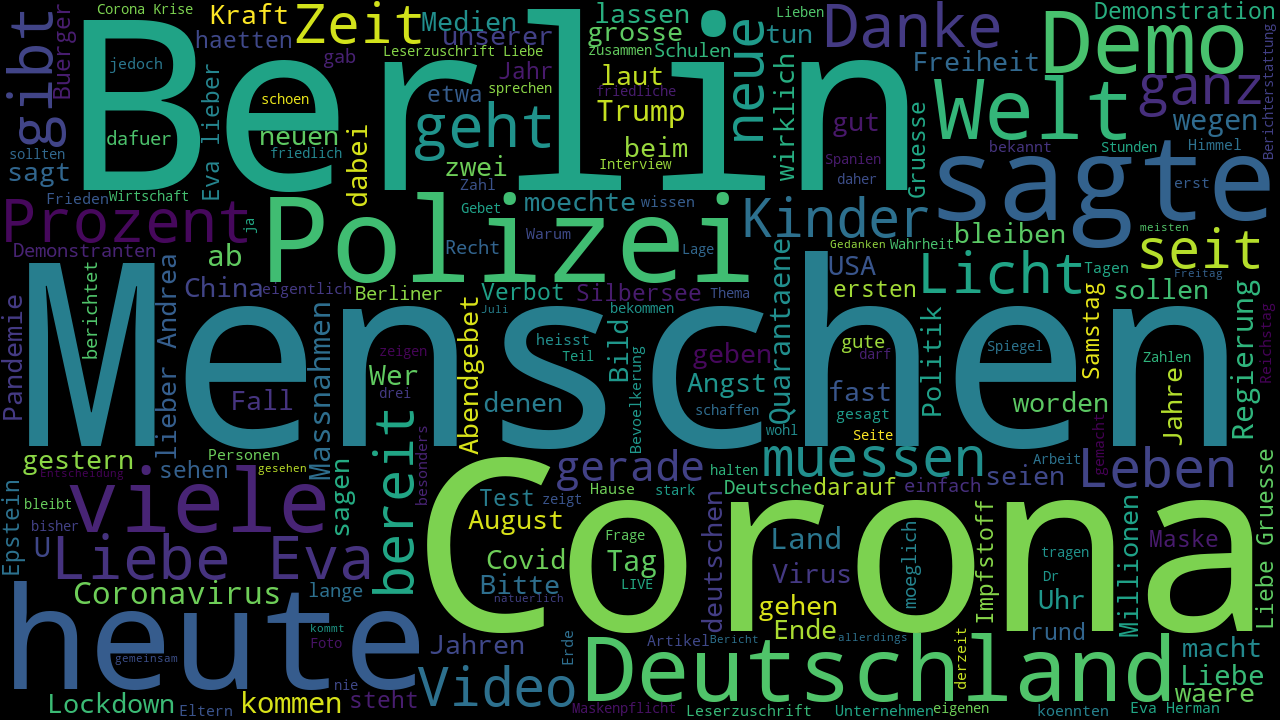 Corona Krise
Kraft
Zeit
Medien
lassen
Danke
Demonstration
Lieben
gibt
Buerger
haetten
unserer
grosse
tun
Demo
Berlin
Leserzuschrift Liebe
zusammen
Schulen
neue
Freiheit
Berichterstattung
gab
jedoch
Jahr
laut
Welt
ganz
sprechen
friedliche
schoen
etwa
Trump
wirklich
gut
wegen
dafuer
Eva lieber
neuen
dabei
geht
beim
Gruesse
sollten
friedlich
zwei
Interview
Spanien
bekannt
Stunden
Himmel
sagt
daher
sagte
erst
Zahl
Frieden
Wirtschaft
moechte
wissen
Prozent
ja
Polizei
Gebet
Kinder
Warum
bleiben
meisten
Demonstranten
ab
Recht
Lage
Gedanken
Wahrheit
seit
USA
Licht
Tagen
Freitag
berichtet
lieber Andrea
China
eigentlich
Berliner
Verbot
Silbersee
Thema
ersten
sollen
Pandemie
Massnahmen
Abendgebet
Juli
bekommen
Quarantaene
Politik
Samstag
Regierung
Reichstag
Menschen
heisst
Teil
Bild
zeigen
geben
gute
darf
Spiegel
Zahlen
Wer
Angst
Fall
drei
denen
schaffen
fast
gesagt
worden
Jahre
Bevoelkerung
wohl
Seite
gestern
Personen
bereit
besonders
muessen
Arbeit
gemacht
Entscheidung
sehen
gesehen
gerade
halten
Leben
Epstein
viele
sagen
Test
zeigt
Hause
stark
Deutsche
darauf
einfach
seien
bleibt
bisher
August
Frage
deutschen
Land
moeglich
Impfstoff
Millionen
Maske
Liebe Gruesse
U
Liebe Eva
Covid
Tag
Virus
tragen
Bitte
LIVE
Dr
Coronavirus
lange
natuerlich
gehen
Uhr
Corona
heute
kommt
Foto
Jahren
Erde
Ende
Artikel
Bericht
allerdings
derzeit
rund
macht
gemeinsam
Deutschland
nie
steht
Video
Liebe
waere
Lockdown
Eltern
kommen
Maskenpflicht
Leserzuschrift
Unternehmen
eigenen
koennten
Eva Herman